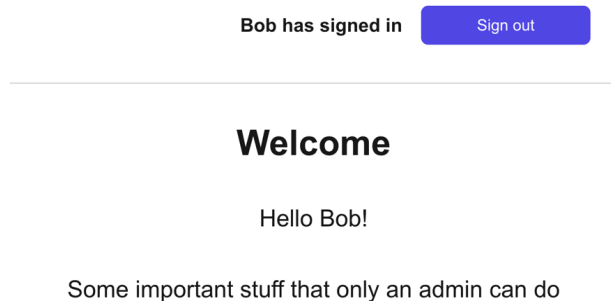 Bob has signed in
Sign out
Welcome
Hello Bob!
Some important stuff that only an admin can do